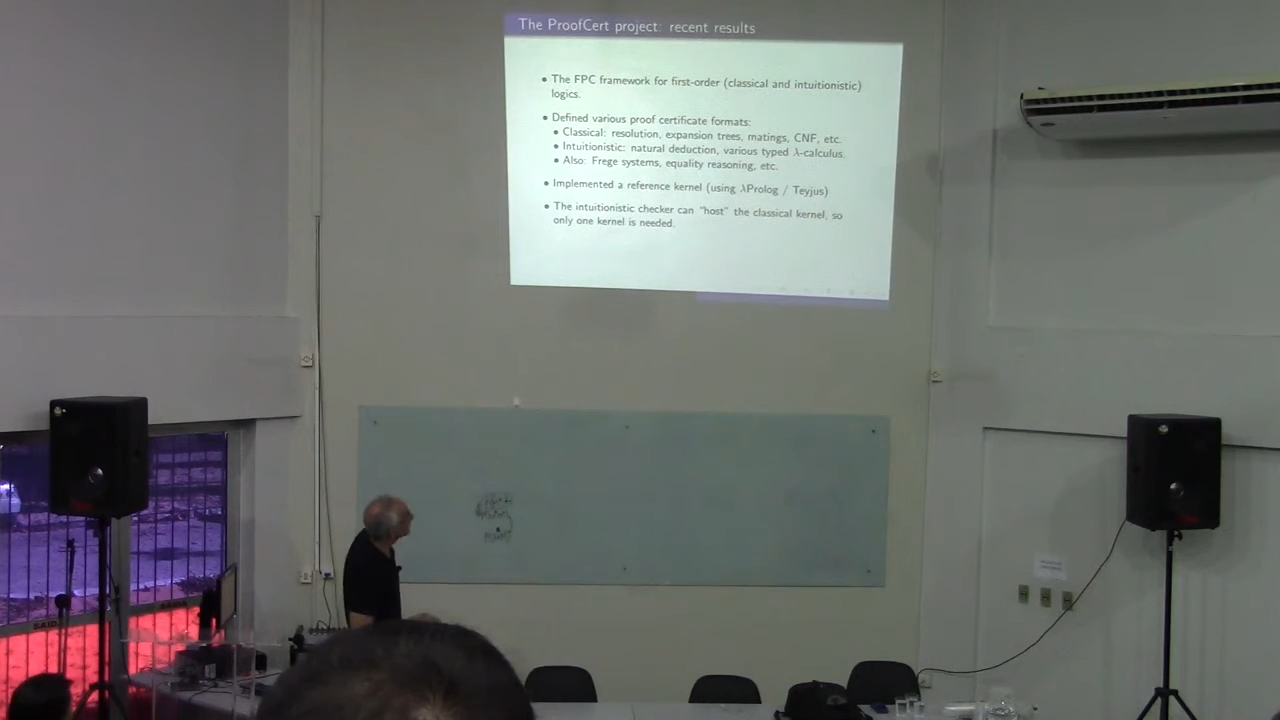 The ProofCert project: recent results
• The FPC framework for first-order (classical and intuitionistic)
logics.
• Defined various proof certificate formats:
• Classical: resolution, expansion trees, matings, CNF, etc.
• Intuitionistic: natural deduction, various typed λ-calculus.
• Also: Frege systems, equality reasoning, etc.
• Implemented a reference kernel (using λProlog / Teyjus)
• The intuitionistic checker can "host" the classical kernel, so
only one kernel is needed.